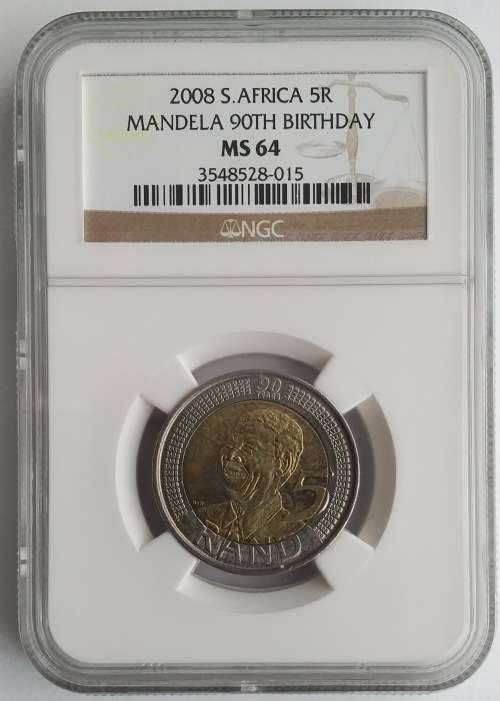 2008 S.AFRICA 5R
MANDELA 90TH BIRTHDAY
MS 64
3548528-015
NGC
90
RAND
5